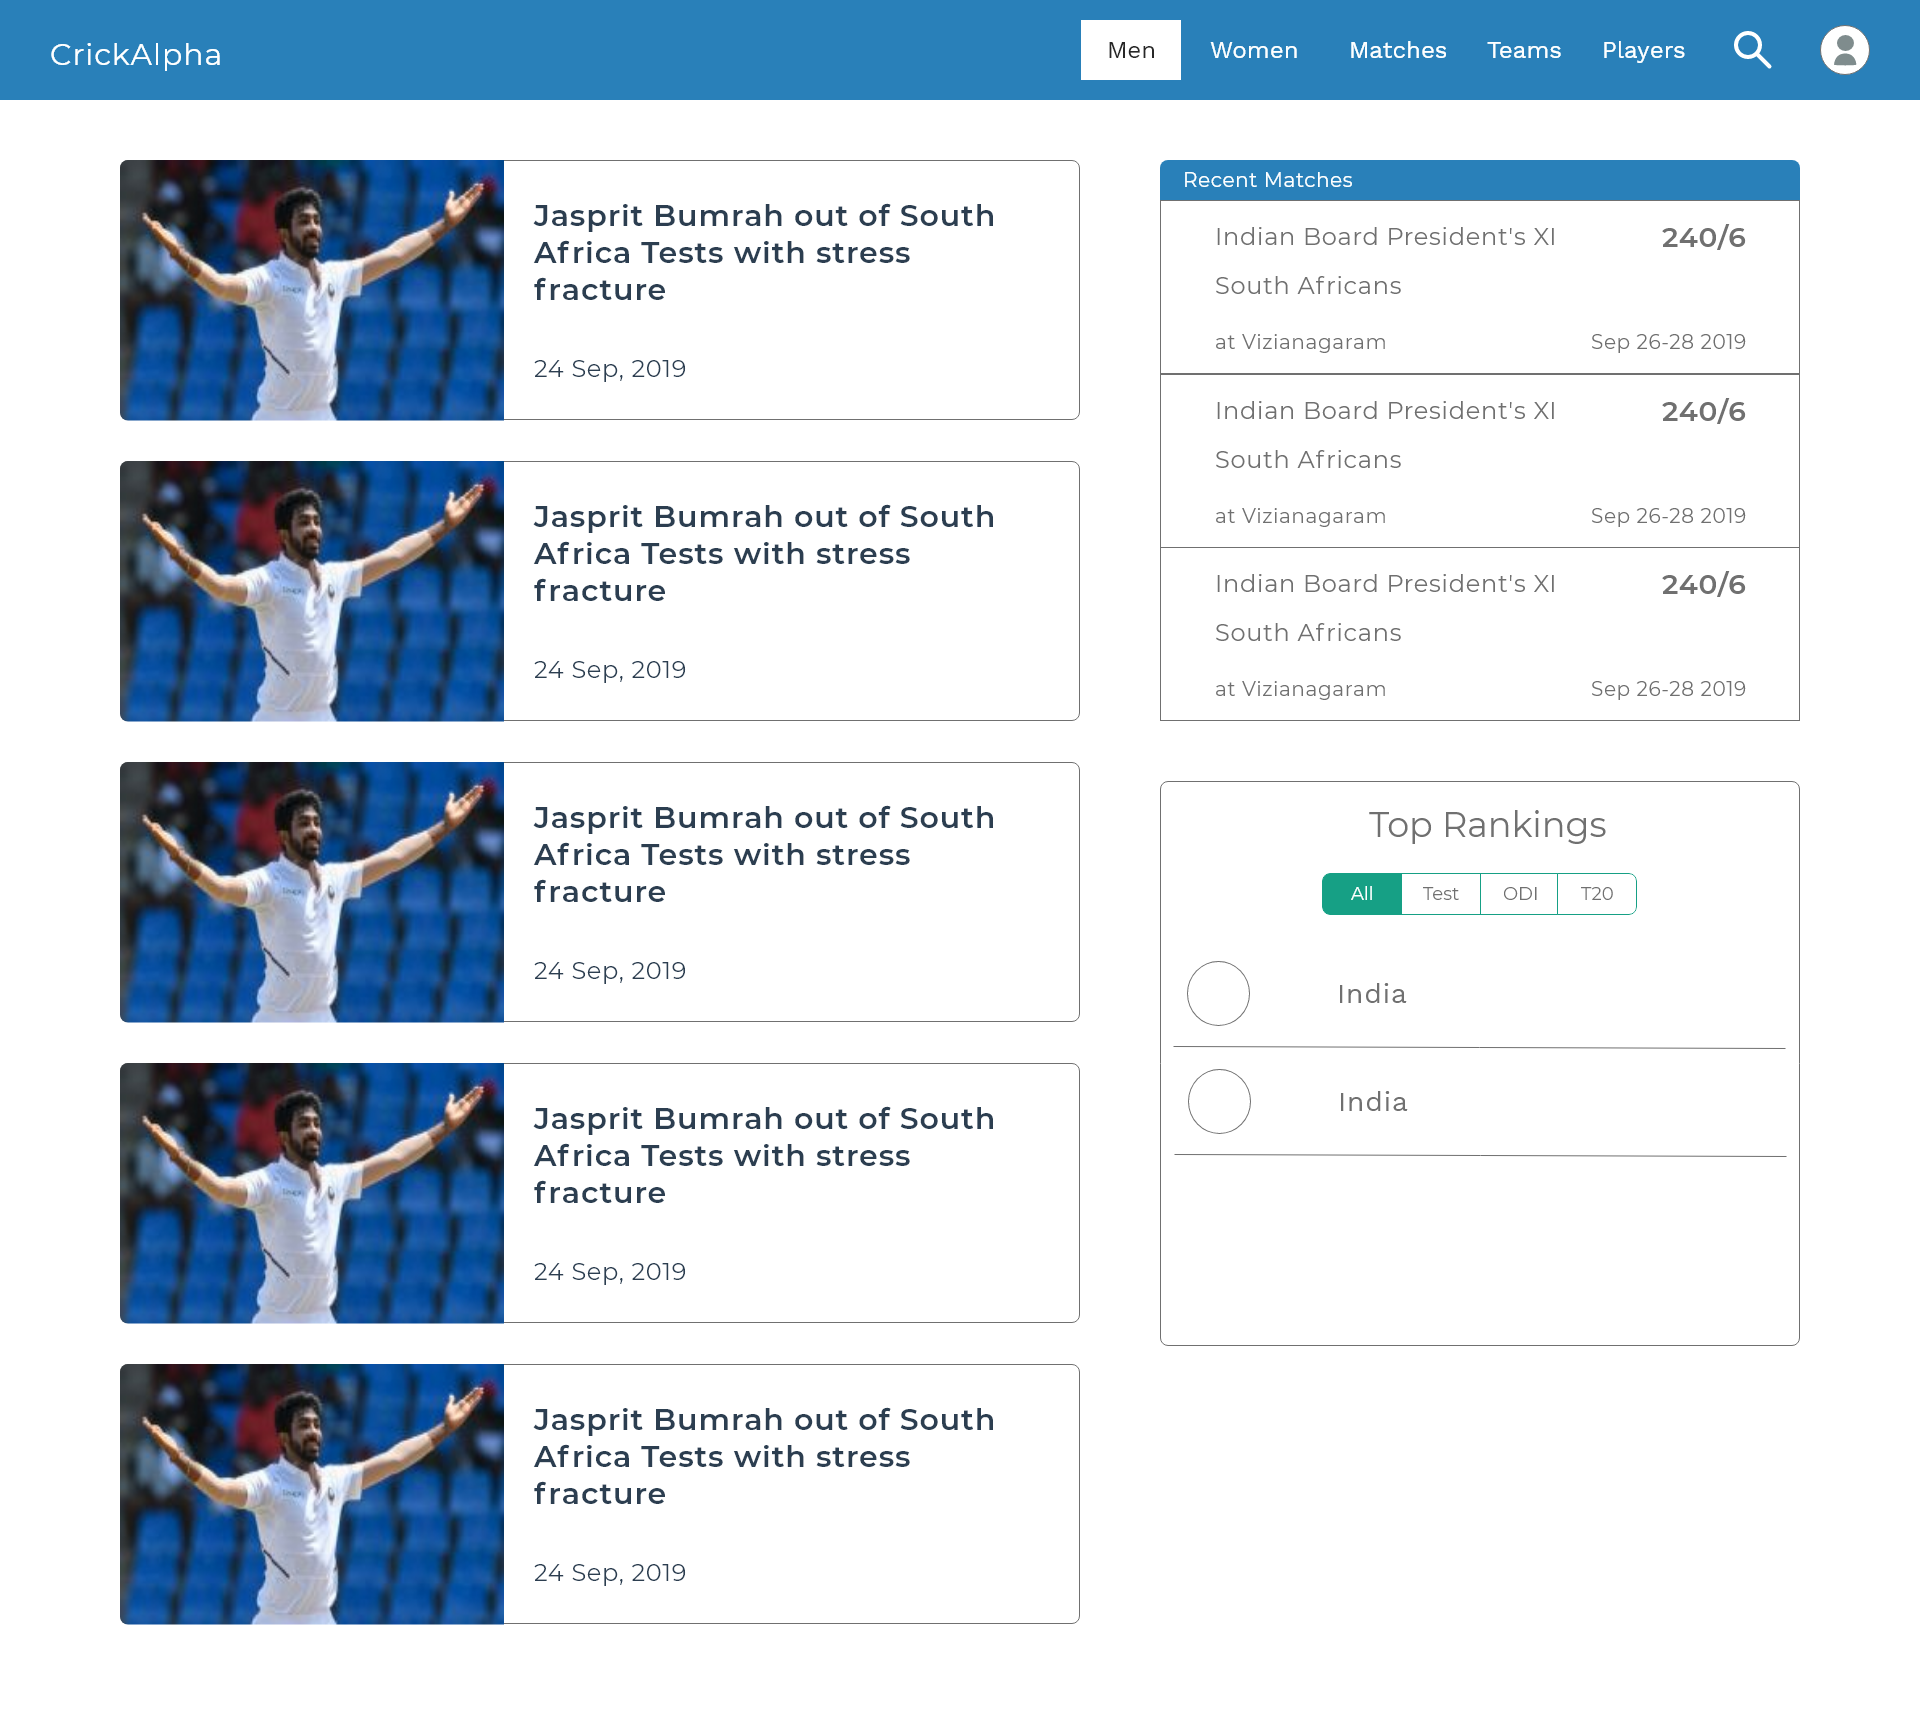 CrickAlpha
Men Women Matches Teams Players
Jasprit Bumrah out of South
Africa Tests with stress
fracture
24 Sep, 2019
Jasprit Bumrah out of South
Africa Tests with stress
fracture
24 Sep, 2019
Jasprit Bumrah out of South
Africa Tests with stress
fracture
24 Sep, 2019
Jasprit Bumrah out of South
Africa Tests with stress
fracture
24 Sep, 2019
Jasprit Bumrah out of South
Africa Tests with stress
fracture
24 Sep, 2019
Recent Matches
Indian Board President's XI 240/6
South Africans
at Vizianagaram Sep 26-28 2019
Indian Board President's XI 240/6
South Africans
at Vizianagaram Sep 26-28 2019
Indian Board President's XI 240/6
South Africans
at Vizianagaram Sep 26-28 2019
Top Rankings
All Test ODI T20
India
India